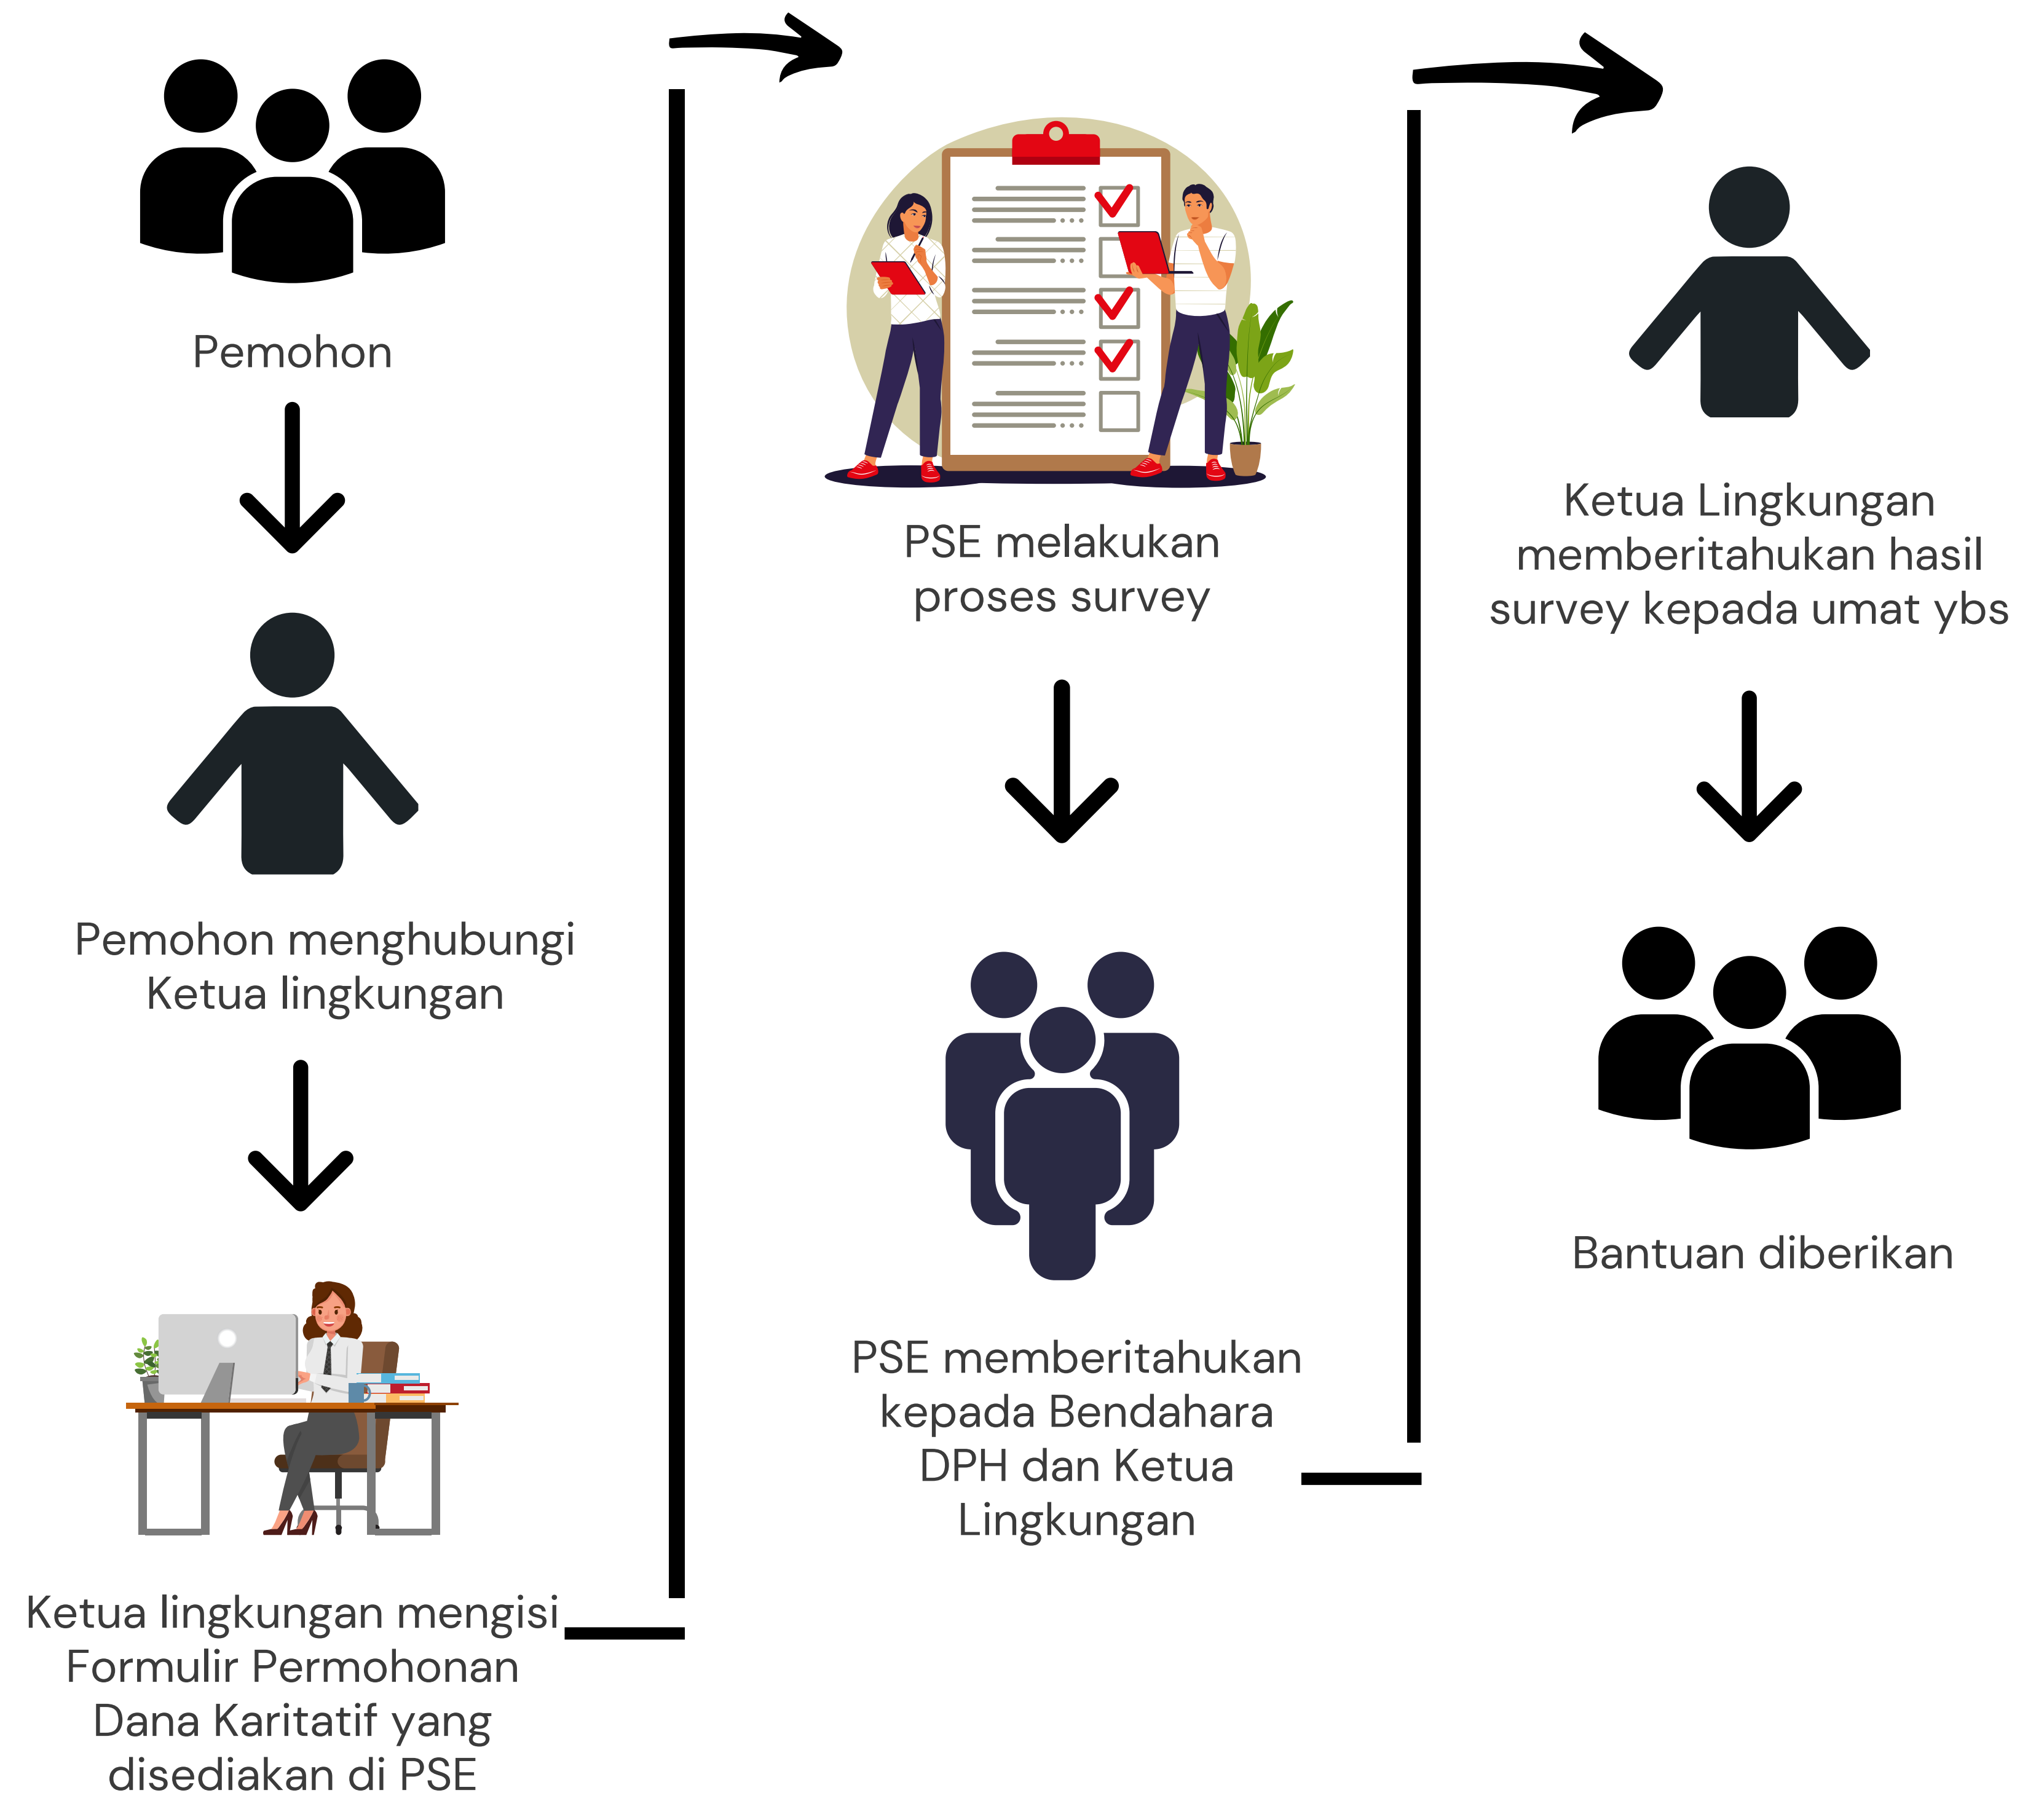 Pemohon
Pemohon menghubungi
Ketua lingkungan
Ketua lingkungan mengisi
Formulir Permohonan
Dana Karitatif yang
disediakan di PSE
PSE melakukan
proses survey
PSE memberitahukan
kepada Bendahara
DPH dan Ketua
Lingkungan
Ketua Lingkungan
memberitahukan hasil
survey kepada umat ybs
Bantuan diberikan